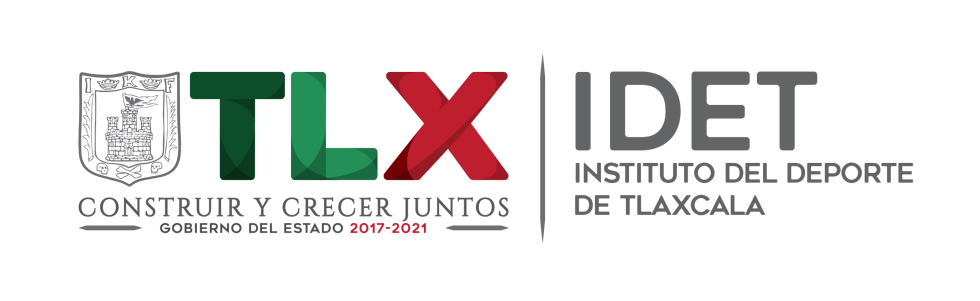 I K F
TLX
CONSTRUIR Y CRECER JUNTOS
GOBIERNO DEL ESTADO 2017-2021
IDET
INSTITUTO DEL DEPORTE
DE TLAXCALA